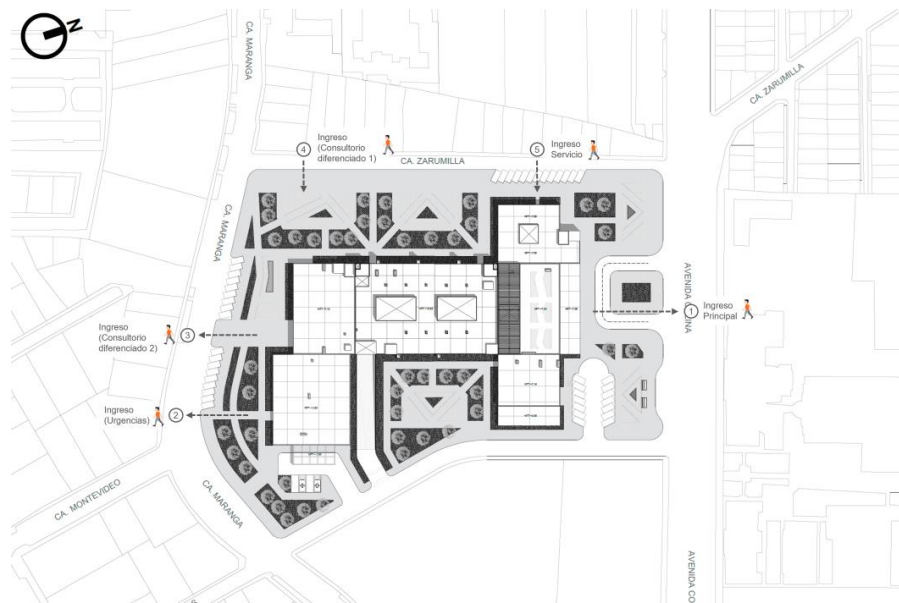 N
CA. MARANGA
CA. ZARUMILLA
4
Ingreso
(Consultorio
diferenciado 1)
CA. ZARUMILLA
5
Ingreso
Servicio
CA. MARANGA
1
Ingreso
Principal
Ingreso
(Consultorio
diferenciado 2)
3
Ingreso
(Urgencias)
2
CA. MONTEVIDEO
CA. MARANGA
AVENIDA CO